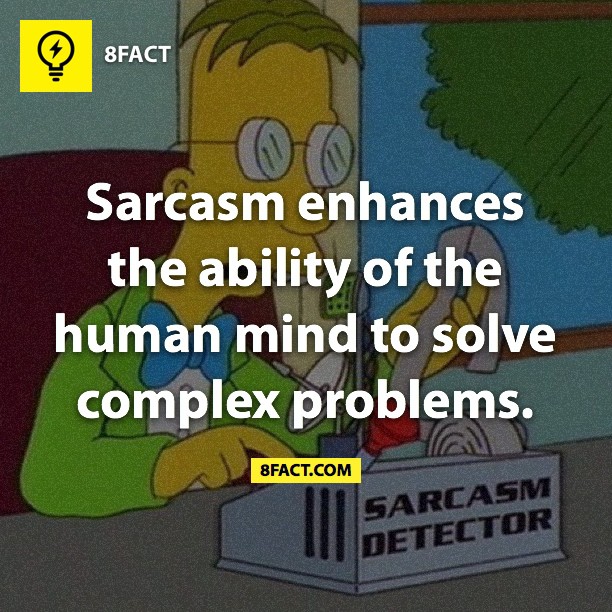 8FACT
Sarcasm enhances
the ability of the
human mind to solve
complex problems.
8FACT.COM
SARCASM
DETECTOR